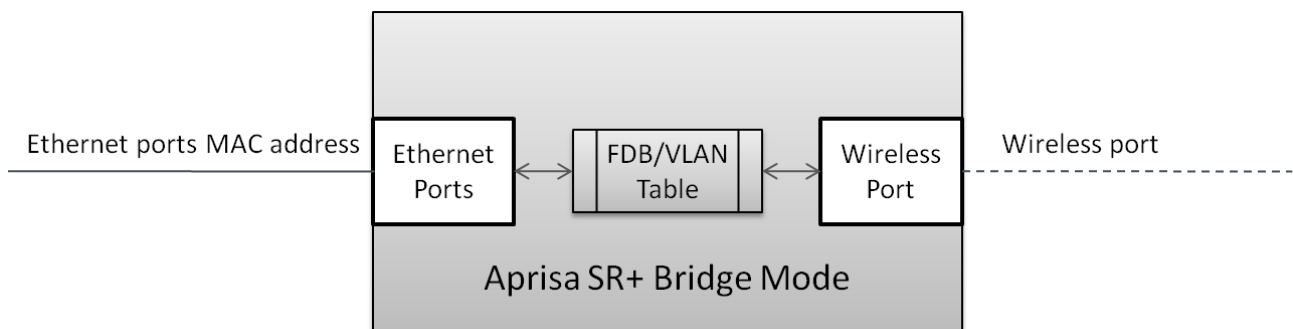 Ethernet ports MAC address
Ethernet
Ports
FDB/VLAN
Table
Wireless
Port
Wireless port
Aprisa SR+ Bridge Mode